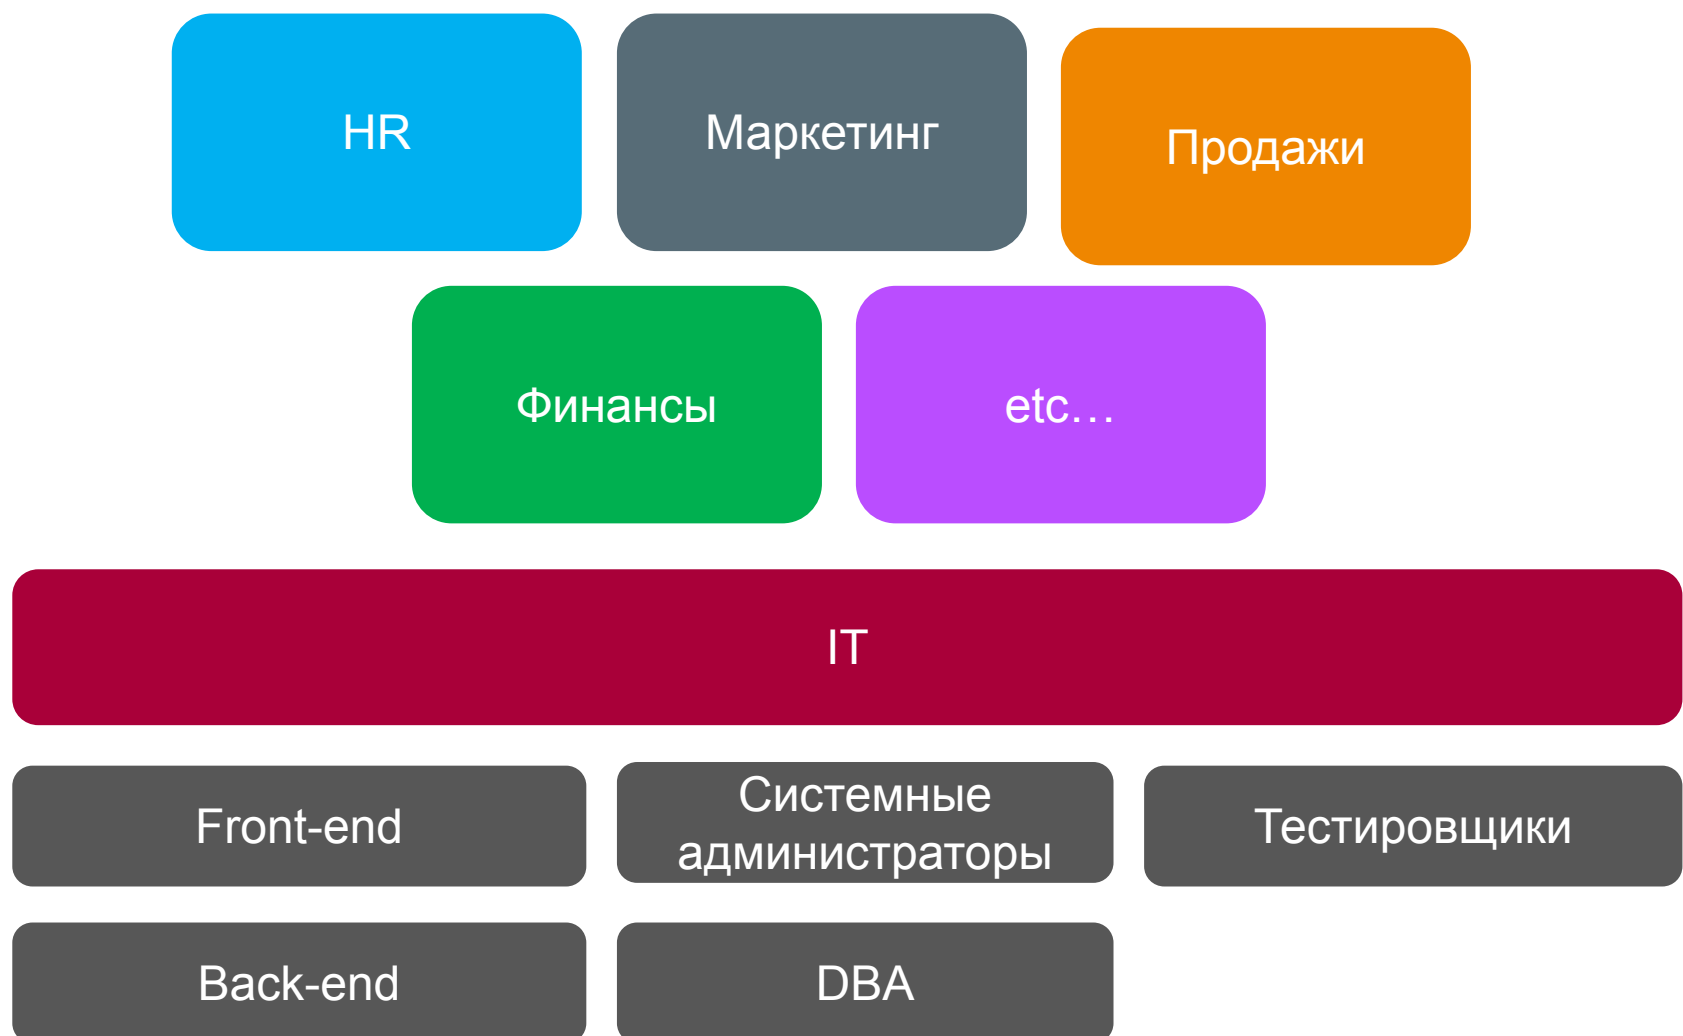 HR
Маркетинг
Продажи
Финансы
etc…
IT
Front-end
Системные
администраторы
Тестировщики
Back-end
DBA